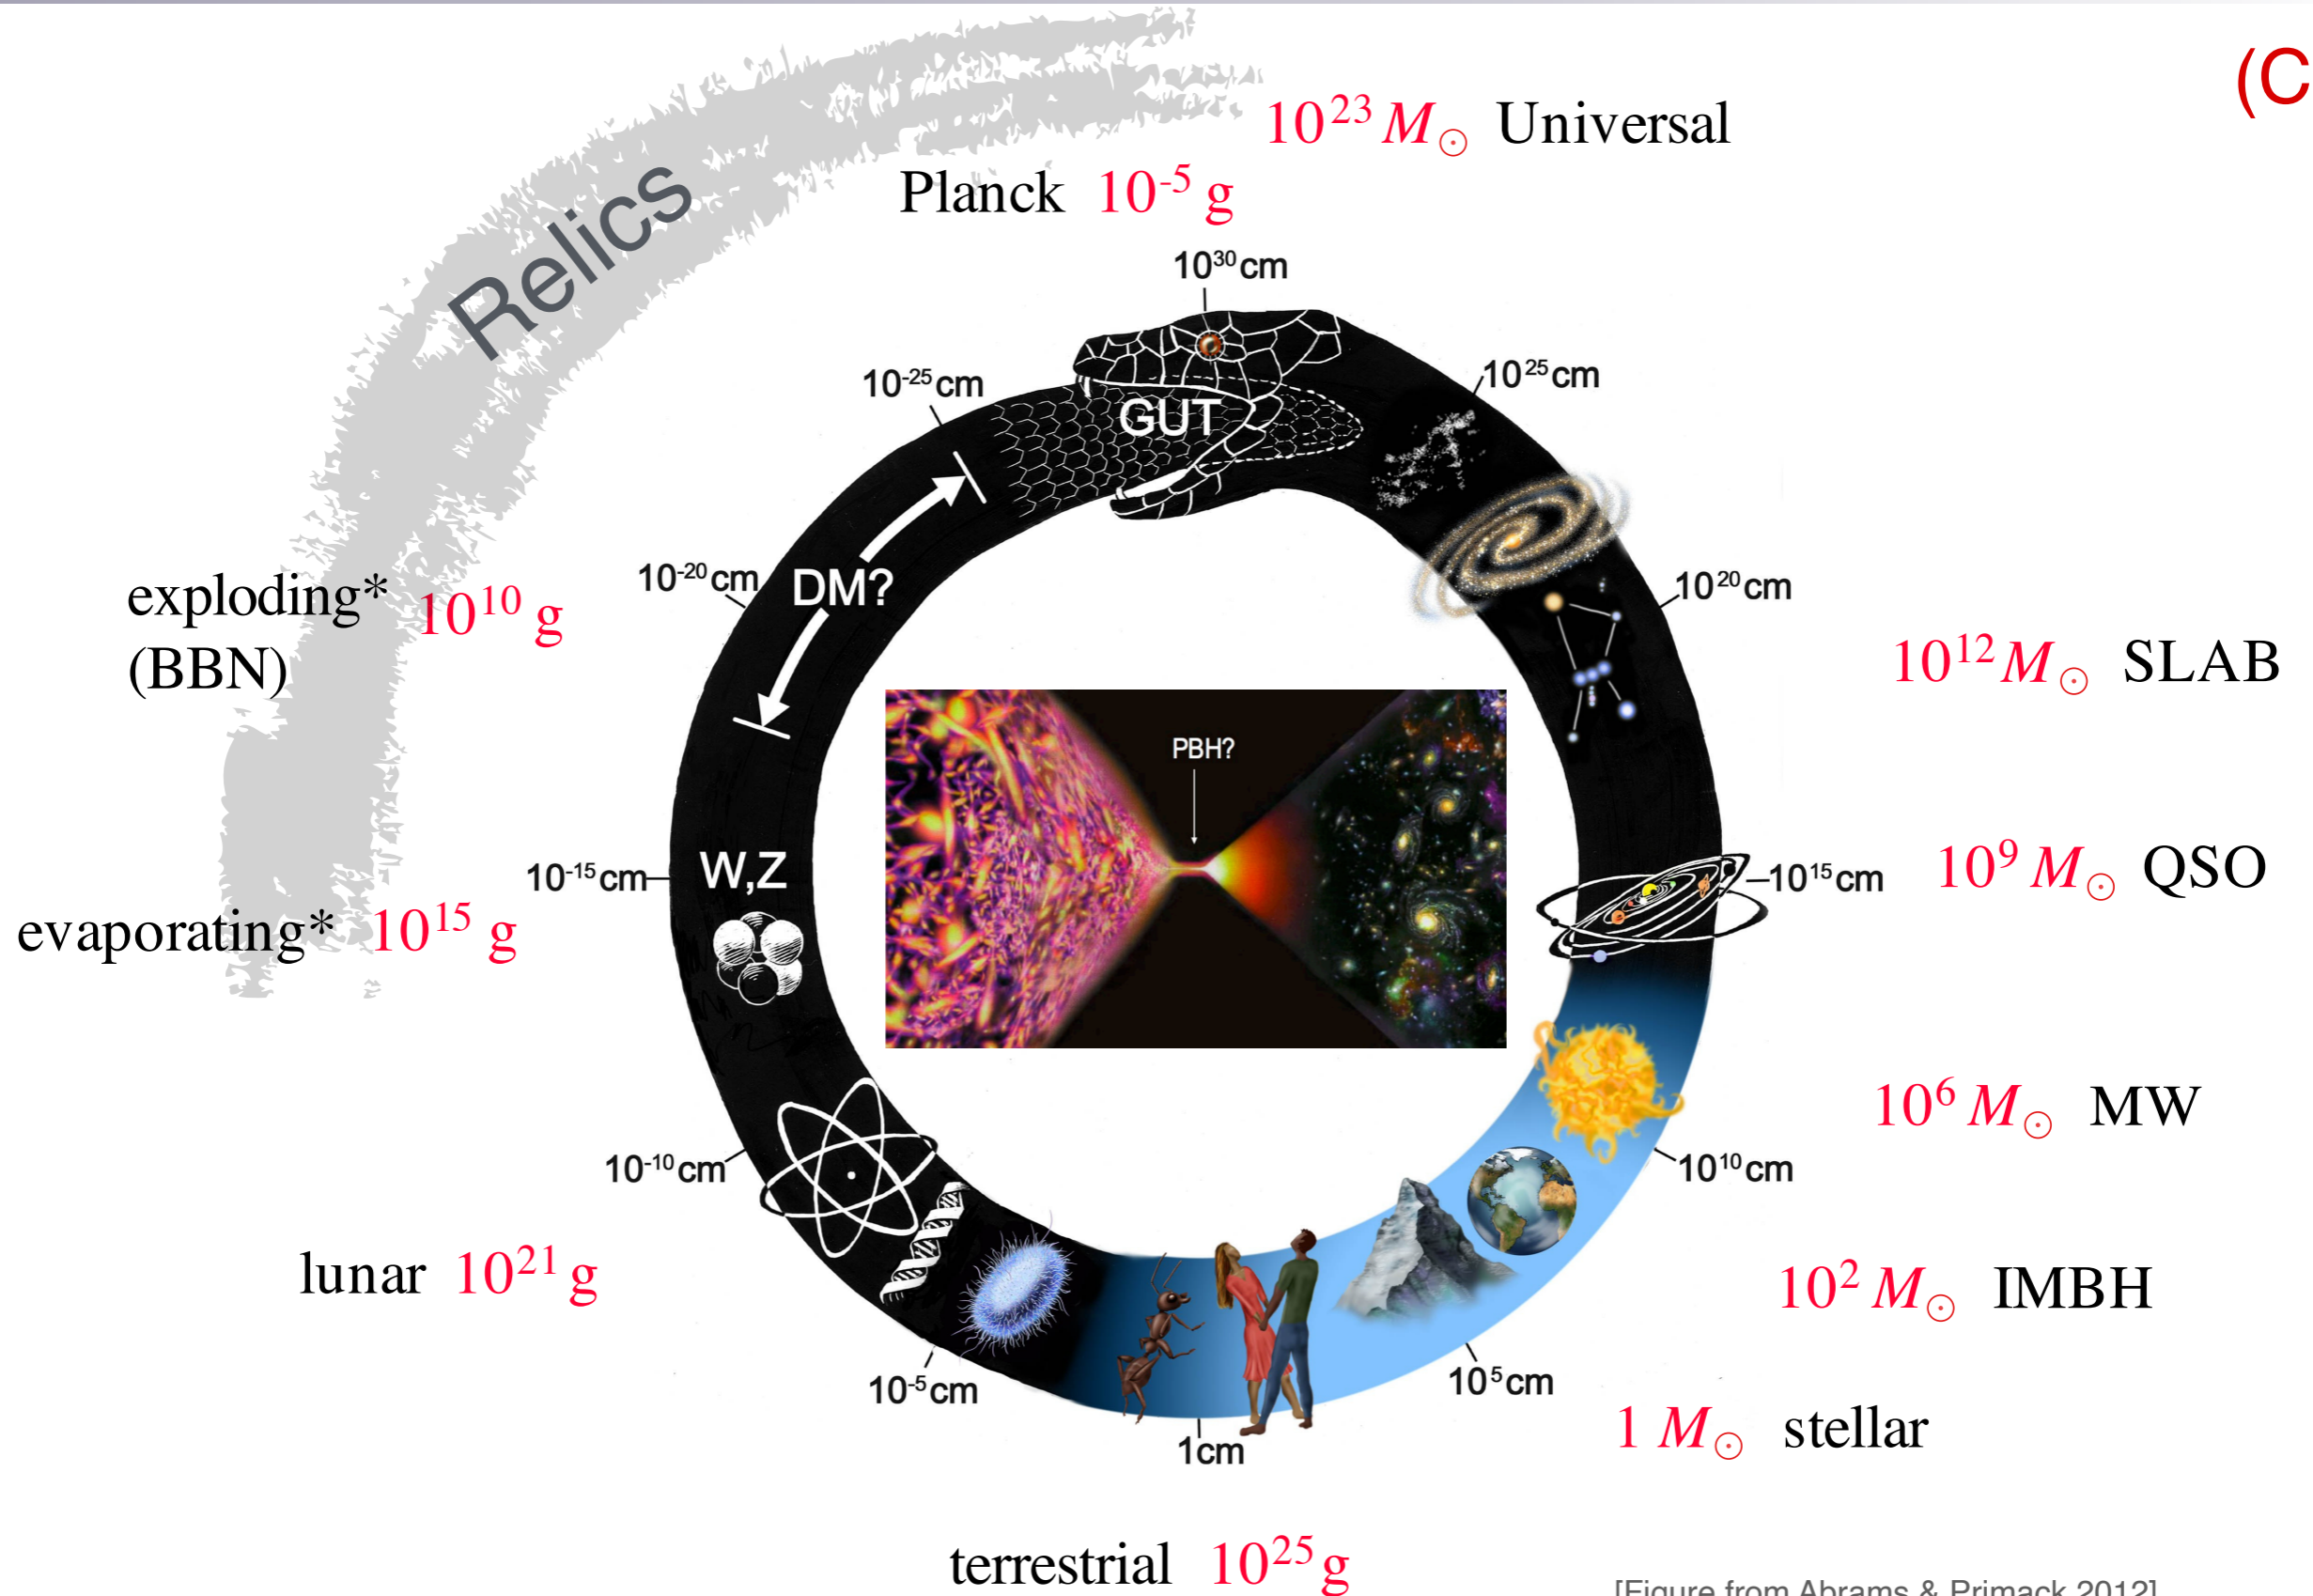 (C
10²³ M☉ Universal
Planck 10⁻⁵ g
Relics
10³⁰cm
10⁻²⁵cm
10²⁵cm
GUT
10⁻²⁰cm
DM?
10²⁰cm
exploding* 10¹⁰ g
(BBN)
10¹² M☉ SLAB
PBH?
10⁻¹⁵cm
W,Z
10¹⁵cm
10⁹ M☉ QSO
evaporating* 10¹⁵ g
10⁶ M☉ MW
10⁻¹⁰cm
10¹⁰cm
lunar 10²¹ g
10² M☉ IMBH
10⁻⁵cm
10⁵cm
1 M☉ stellar
1cm
terrestrial 10²⁵ g
[Figure from Abrams & Primack 2012]